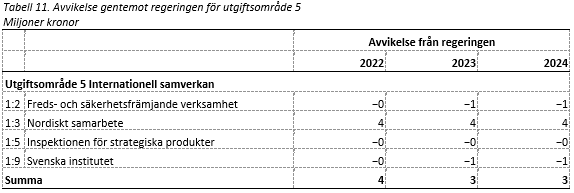 Tabell 11. Avvikelse gentemot regeringen för utgiftsområde 5
Miljoner kronor
Avvikelse från regeringen
2022 2023 2024
Utgiftsområde 5 Internationell samverkan
1:2 Freds- och säkerhetsfrämjande verksamhet −0 −1 −1
1:3 Nordiskt samarbete 4 4 4
1:5 Inspektionen för strategiska produkter −0 −0 −0
1:9 Svenska institutet −0 −1 −1
Summa 4 3 3